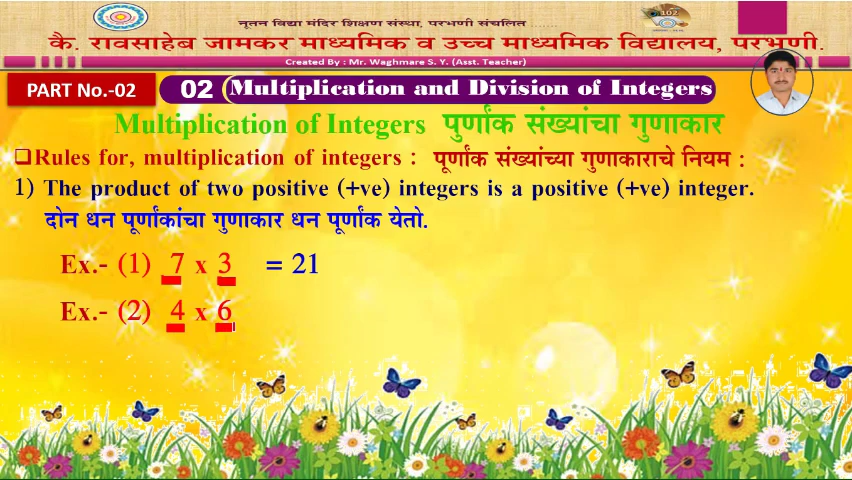 नूतन विद्या मंदिर शिक्षण संस्था, परभणी संचलित ..........
102
कै. रावसाहेब जामकर माध्यमिक व उच्च माध्यमिक विद्यालय, परभणी.
Created By : Mr. Waghmare S. Y. (Asst. Teacher)
PART No.-02
02 (Multiplication and Division of Integers
Multiplication of Integers पुर्णांक संख्यांचा गुणाकार
❑Rules for, multiplication of integers : पूर्णांक संख्यांच्या गुणाकाराचे नियम :
1) The product of two positive (+ve) integers is a positive (+ve) integer.
दोन धन पूर्णांकांचा गुणाकार धन पूर्णांक येतो.
Ex.- (1) 7 x 3 = 21
Ex.- (2) 4 x 6